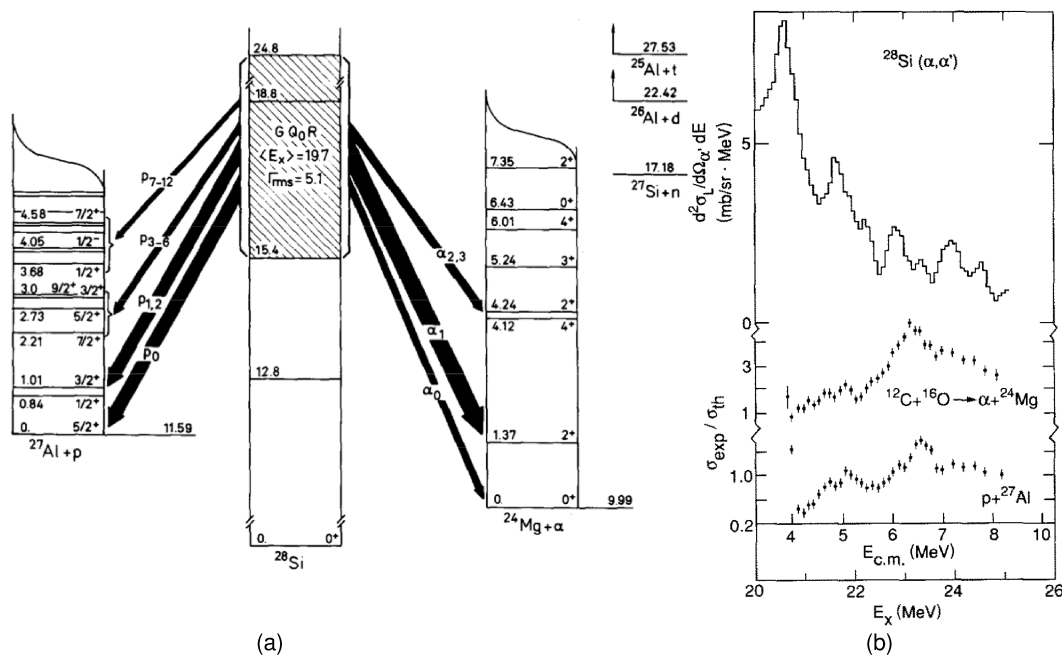 24.8
18.8
G Q₀R
⟨Eₓ⟩=19.7
Γrms=5.1
15.4
12.8
0. 0⁺
²⁸Si
P₇₋₁₂
P₃₋₆
P₁,₂
P₀
4.58 7/2⁺
4.05 1/2⁻
3.68 1/2⁺
3.0 9/2⁺ 3/2⁺
2.73 5/2⁺
2.21 7/2⁺
1.01 3/2⁺
0.84 1/2⁺
0. 5/2⁺ 11.59
²⁷Al+p
α₂,₃
α₁
α₀
7.35 2⁺
6.43 0⁺
6.01 4⁺
5.24 3⁺
4.24 2⁺
4.12 4⁺
1.37 2⁺
0. 0⁺ 9.99
²⁴Mg+α
27.53
²⁵Al+t
22.42
²⁶Al+d
17.18
²⁷Si+n
(a)
²⁸Si (α,α′)
d²σ_L/dΩ_α′ dE
(mb/sr · MeV)
5
0
¹²C+¹⁶O → α+²⁴Mg
3
1
σexp / σth
1.0
0.2
p+²⁷Al
4 5 6 7 8 10
E c.m. (MeV)
20 22 24 26
Eₓ (MeV)
(b)